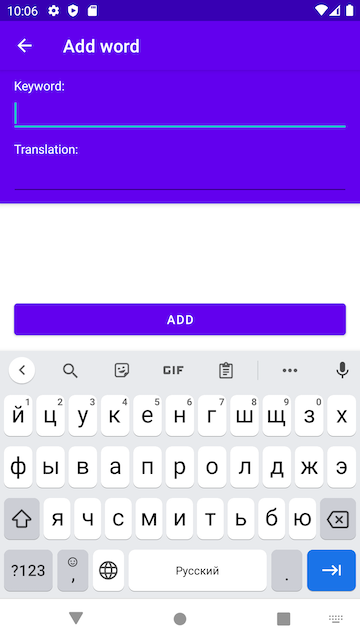 10:06
Add word
Keyword:
Translation:
ADD
GIF
й1 ц2 у3 к4 е5 н6 г7 ш8 щ9 з0 х
ф ы в а п р о л д ж э
я ч с м и т ь б ю
?123 , Русский .